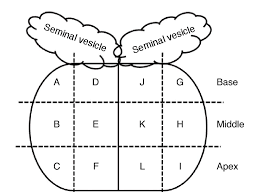 Seminal vesicle Seminal vesicle
A D J G Base
B E K H Middle
C F L I Apex